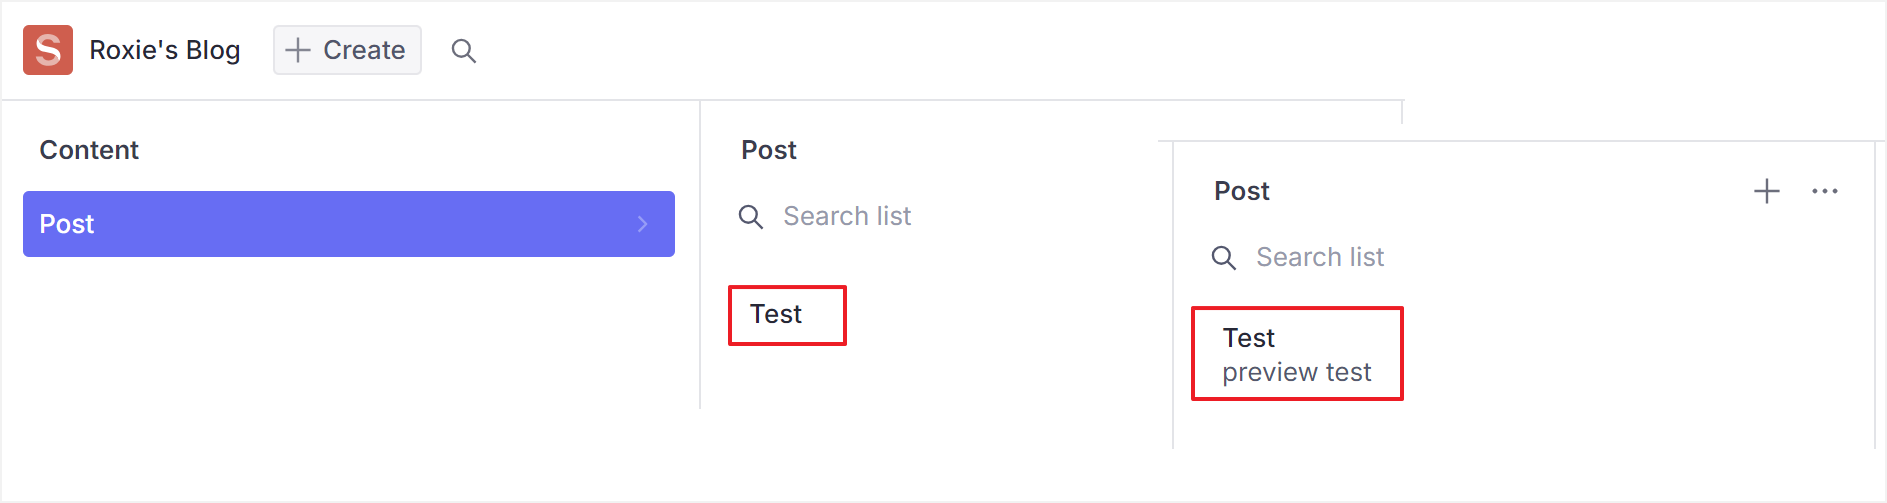 S Roxie's Blog + Create
Content
Post
Post
Search list
Test
Post
Search list
Test
preview test